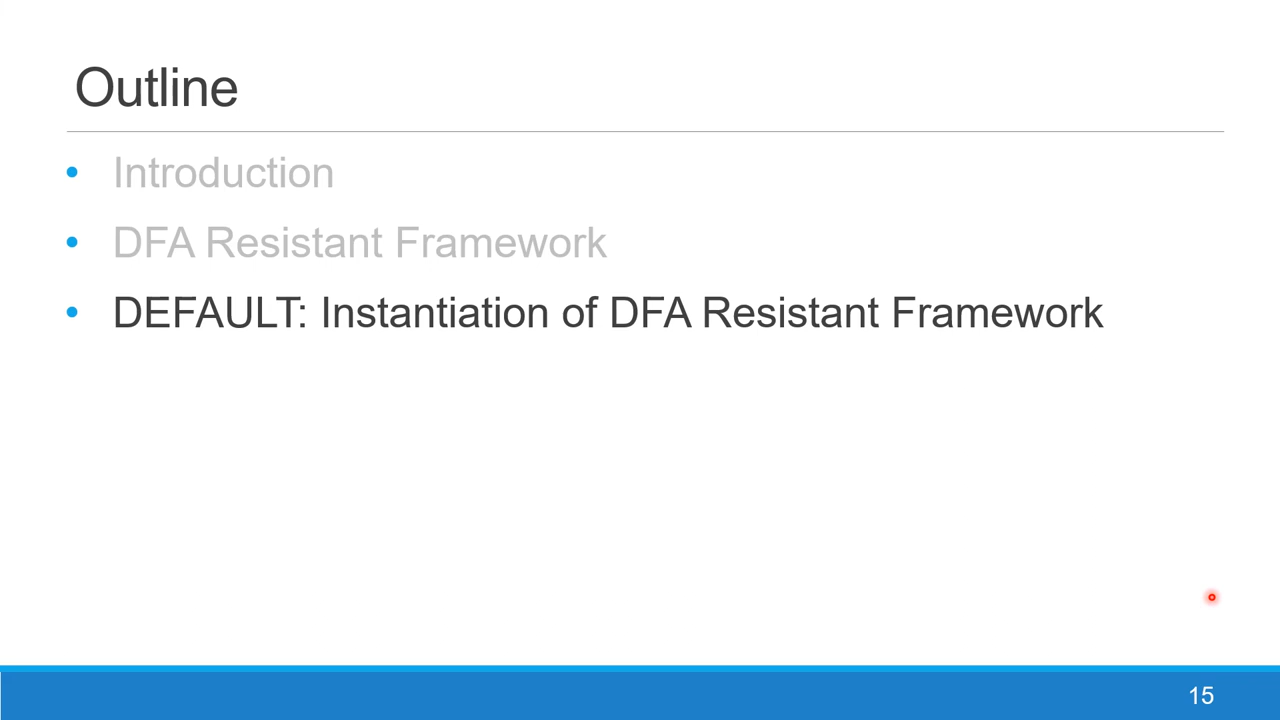 Outline
• Introduction
• DFA Resistant Framework
• DEFAULT: Instantiation of DFA Resistant Framework
15